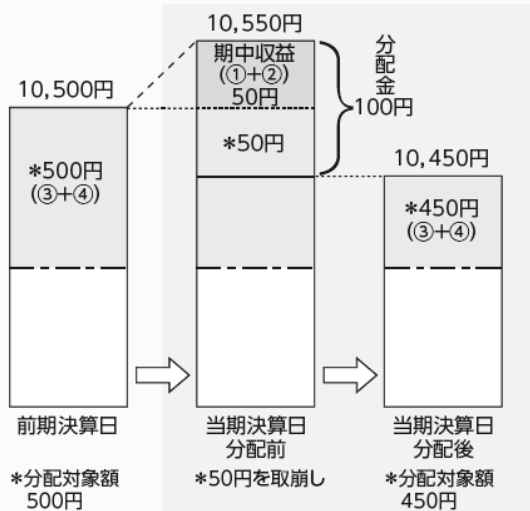 10,500円
*500円
(③+④)
前期決算日
*分配対象額
500円
10,550円
期中収益
(①+②)
50円
*50円
分配金
100円
当期決算日
分配前
*50円を取崩し
10,450円
*450円
(③+④)
当期決算日
分配後
*分配対象額
450円